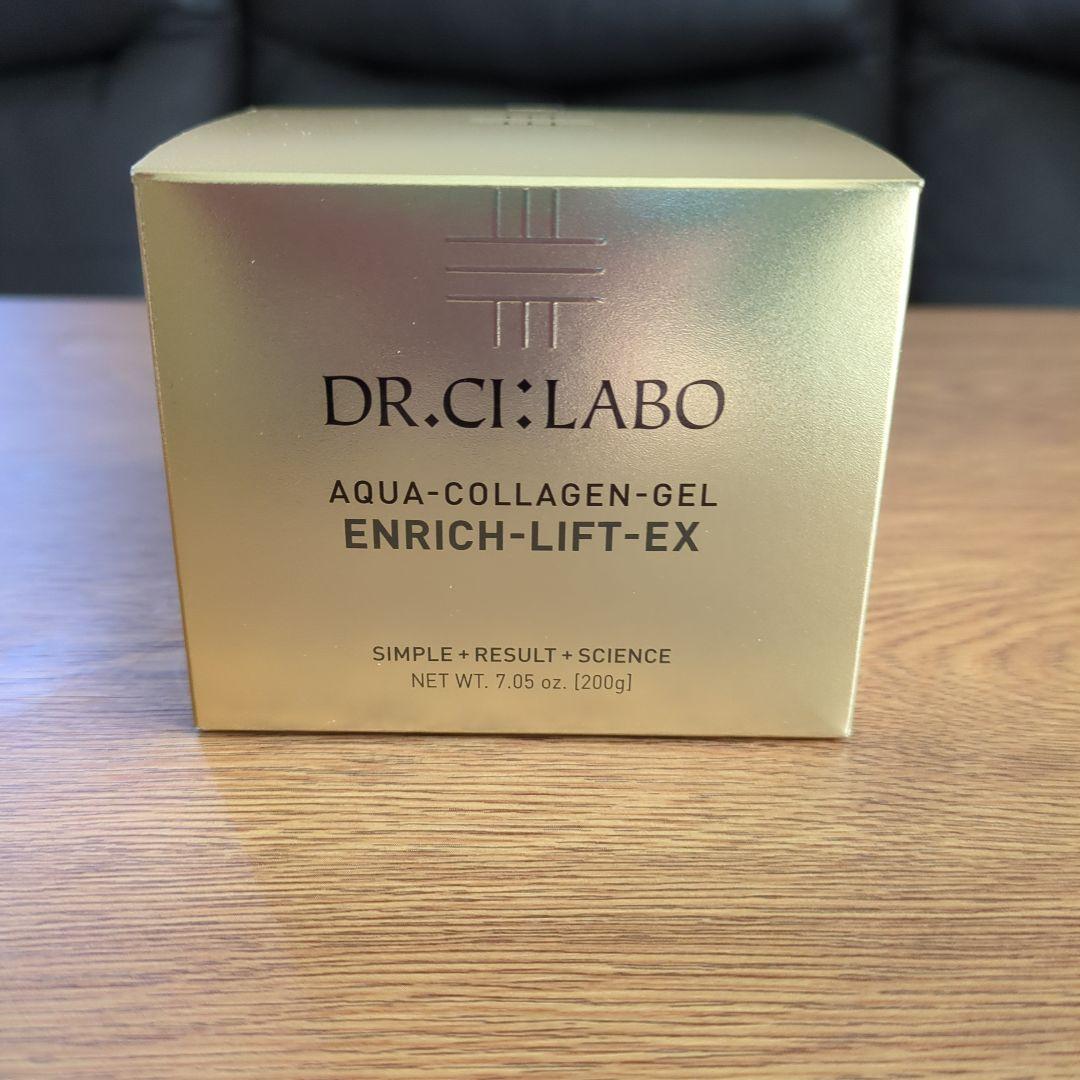 DR.CI:LABO
AQUA-COLLAGEN-GEL
ENRICH-LIFT-EX
SIMPLE + RESULT + SCIENCE
NET WT. 7.05 oz. [200g]